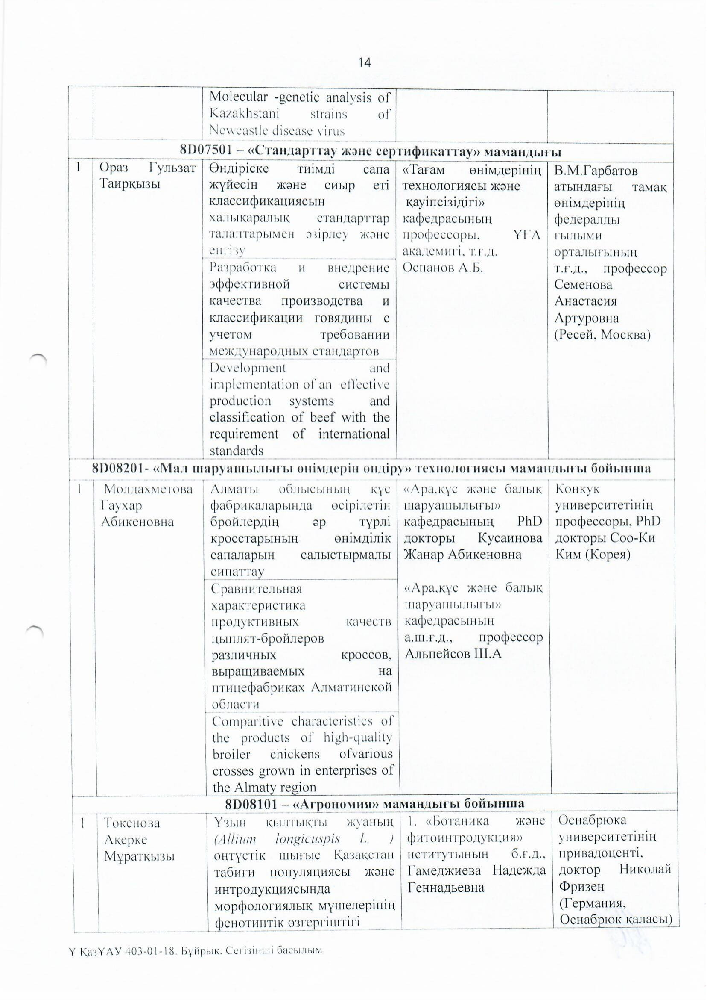 14
Molecular -genetic analysis of
Kazakhstani strains of
Newcastle disease virus
8D07501 – «Стандарттау және сертификаттау» мамандығы
1
Ораз Гульзат
Таирқызы
Өндіріске тиімді сапа
жүйесін және сиыр еті
классификациясын
халықаралық стандарттар
талаптарымен әзірлеу және
енгізу
Разработка и внедрение
эффективной системы
качества производства и
классификации говядины с
учетом требовании
международных стандартов
Development and
implementation of an effective
production systems and
classification of beef with the
requirement of international
standards
«Тағам өнімдерінің
технологиясы және
қауіпсізідігі»
кафедрасының
профессоры, ҮҒА
академигі, т.ғ.д.
Оспанов А.Б.
В.М.Гарбатов
атындағы тамақ
өнімдерінің
федералды
ғылыми
орталығының
т.ғ.д., профессор
Семенова
Анастасия
Артуровна
(Ресей, Москва)
8D08201- «Мал шаруашылығы өнімдерін өндіру» технологиясы мамандығы бойынша
1
Молдахметова
Гаухар
Абикеновна
Алматы облысының құс
фабрикаларында өсірілетін
бройлердің әр түрлі
кросстарының өнімділік
сапаларын салыстырмалы
сипаттау
Сравнительная
характеристика
продуктивных качеств
цыплят-бройлеров
различных кроссов,
выращиваемых на
птицефабриках Алматинской
области
Comparitive characteristics of
the products of high-quality
broiler chickens ofvarious
crosses grown in enterprises of
the Almaty region
«Ара,құс және балық
шаруашылығы»
кафедрасының PhD
докторы Кусаинова
Жанар Абикеновна
«Ара,құс және балық
шаруашылығы»
кафедрасының
а.ш.ғ.д., профессор
Альпейсов Ш.А
Конкук
университетінің
профессоры, PhD
докторы Соо-Ки
Ким (Корея)
8D08101 – «Агрономия» мамандығы бойынша
1
Токенова
Ақерке
Мұратқызы
Ұзын қылтықты жуаның
(Allium longicuspis L. )
оңтүстік шығыс Қазақстан
табиғи популяциясы және
интродукциясында
морфологиялық мүшелерінің
фенотиптік өзгергіштігі
1. «Ботаника және
фитоинтродукция»
нститутының б.ғ.д.,
Гамеджиева Надежда
Геннадьевна
Оснабрюка
университетінің
привадоценті,
доктор Николай
Фризен
(Германия,
Оснабрюк қаласы)
Ү ҚазҰАУ 403-01-18. Бұйрық. Сегізінші басылым